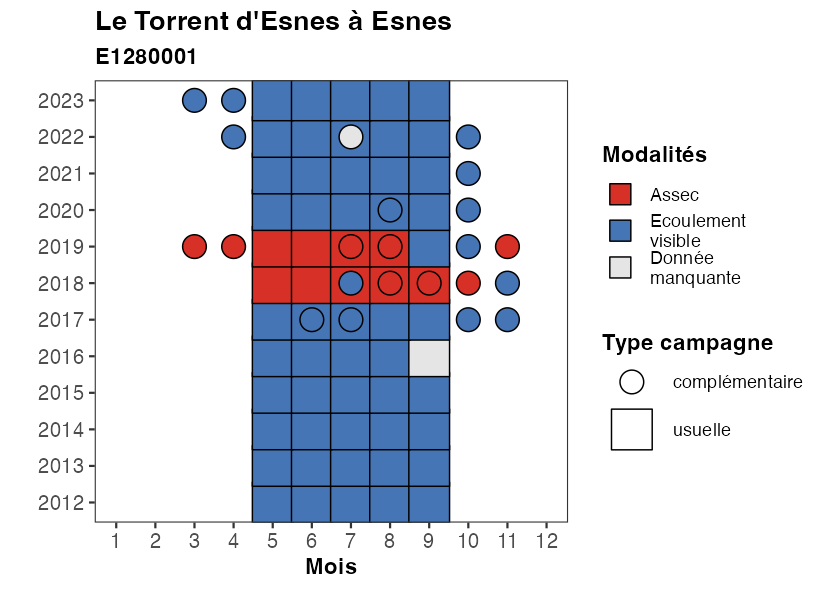 Le Torrent d'Esnes à Esnes
E1280001
2023
2022
2021
2020
2019
2018
2017
2016
2015
2014
2013
2012
1 2 3 4 5 6 7 8 9 10 11 12
Mois
Modalités
Assec
Ecoulement
visible
Donnée
manquante
Type campagne
complémentaire
usuelle